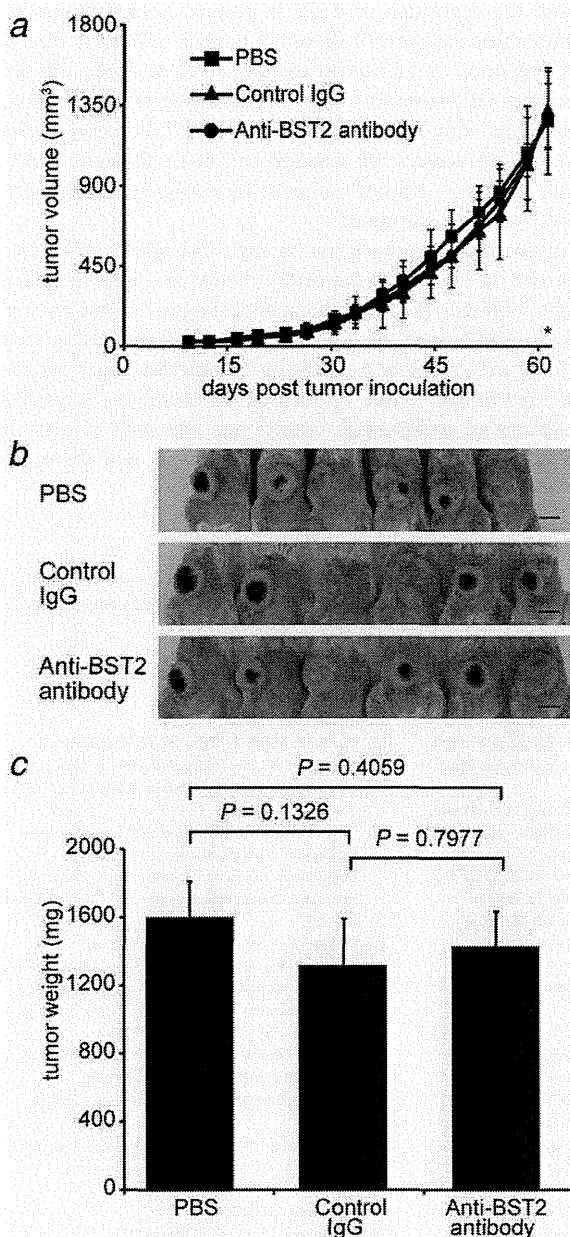 a
1800
1350
900
450
0
tumor volume (mm³)
PBS
Control IgG
Anti-BST2 antibody
*
0 15 30 45 60
days post tumor inoculation
b
PBS
Control
IgG
Anti-BST2
antibody
c
P = 0.4059
P = 0.1326
P = 0.7977
2000
1600
1200
800
400
0
tumor weight (mg)
PBS
Control
IgG
Anti-BST2
antibody